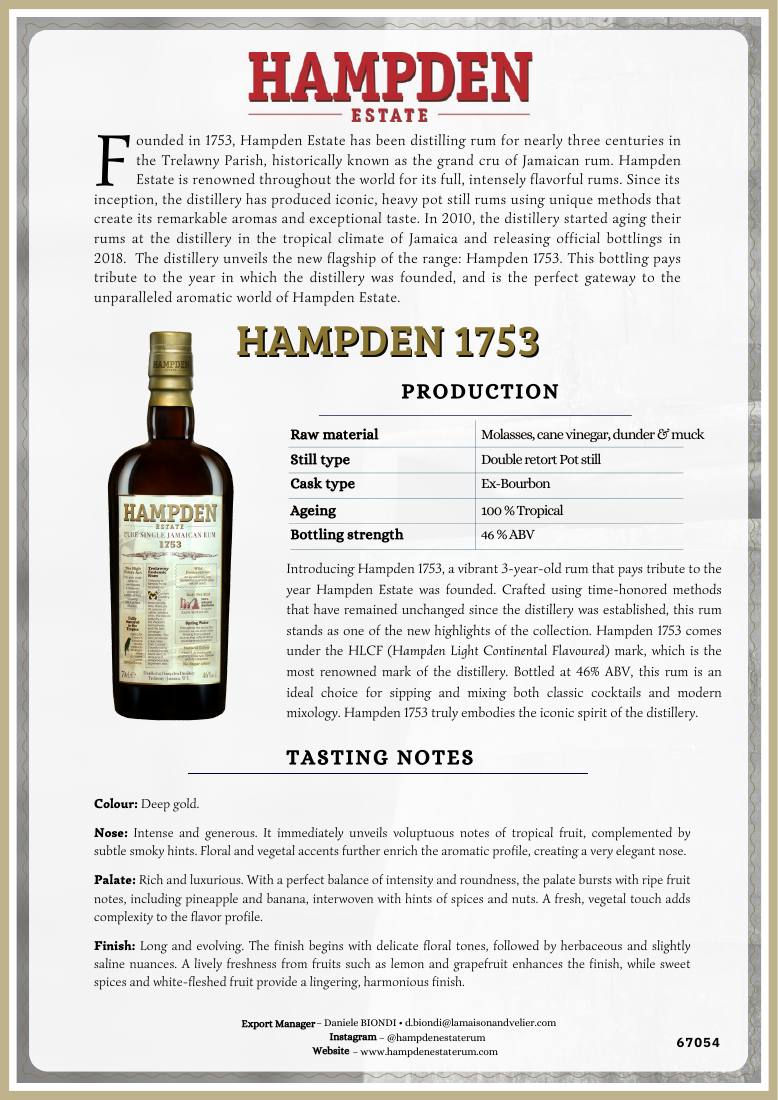 HAMPDEN
ESTATE
Founded in 1753, Hampden Estate has been distilling rum for nearly three centuries in
the Trelawny Parish, historically known as the grand cru of Jamaican rum. Hampden
Estate is renowned throughout the world for its full, intensely flavorful rums. Since its
inception, the distillery has produced iconic, heavy pot still rums using unique methods that
create its remarkable aromas and exceptional taste. In 2010, the distillery started aging their
rums at the distillery in the tropical climate of Jamaica and releasing official bottlings in
2018. The distillery unveils the new flagship of the range: Hampden 1753. This bottling pays
tribute to the year in which the distillery was founded, and is the perfect gateway to the
unparalleled aromatic world of Hampden Estate.
HAMPDEN 1753
PRODUCTION
Raw material Molasses, cane vinegar, dunder & muck
Still type Double retort Pot still
Cask type Ex-Bourbon
Ageing 100 % Tropical
Bottling strength 46 % ABV
HAMPDEN
HAMPDEN
ESTATE
PURE SINGLE JAMAICAN RUM
1753
Introducing Hampden 1753, a vibrant 3-year-old rum that pays tribute to the
year Hampden Estate was founded. Crafted using time-honored methods
that have remained unchanged since the distillery was established, this rum
stands as one of the new highlights of the collection. Hampden 1753 comes
under the HLCF (Hampden Light Continental Flavoured) mark, which is the
most renowned mark of the distillery. Bottled at 46% ABV, this rum is an
ideal choice for sipping and mixing both classic cocktails and modern
mixology. Hampden 1753 truly embodies the iconic spirit of the distillery.
TASTING NOTES
Colour: Deep gold.
Nose: Intense and generous. It immediately unveils voluptuous notes of tropical fruit, complemented by
subtle smoky hints. Floral and vegetal accents further enrich the aromatic profile, creating a very elegant nose.
Palate: Rich and luxurious. With a perfect balance of intensity and roundness, the palate bursts with ripe fruit
notes, including pineapple and banana, interwoven with hints of spices and nuts. A fresh, vegetal touch adds
complexity to the flavor profile.
Finish: Long and evolving. The finish begins with delicate floral tones, followed by herbaceous and slightly
saline nuances. A lively freshness from fruits such as lemon and grapefruit enhances the finish, while sweet
spices and white-fleshed fruit provide a lingering, harmonious finish.
Export Manager – Daniele BIONDI • d.biondi@lamaisonandvelier.com
Instagram – @hampdenestaterum
Website – www.hampdenestaterum.com
67054